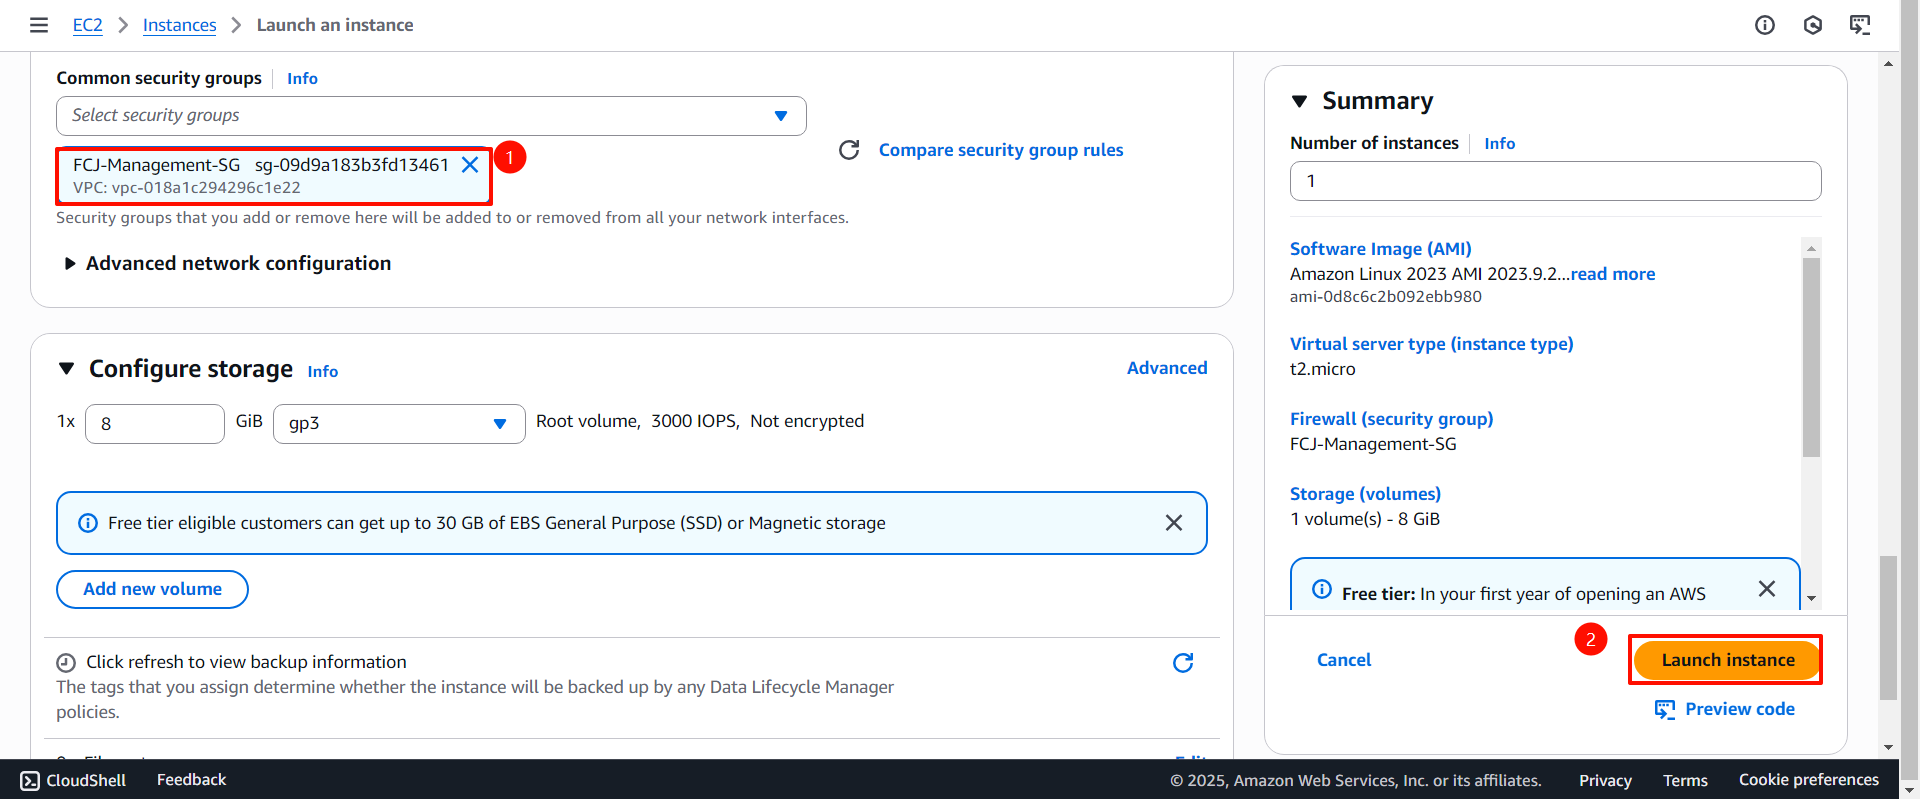 EC2 Instances Launch an instance
Common security groups Info
Select security groups
FCJ-Management-SG sg-09d9a183b3fd13461
VPC: vpc-018a1c294296c1e22
1
Compare security group rules
Security groups that you add or remove here will be added to or removed from all your network interfaces.
Advanced network configuration
Configure storage Info
Advanced
1x 8 GiB gp3 Root volume, 3000 IOPS, Not encrypted
Free tier eligible customers can get up to 30 GB of EBS General Purpose (SSD) or Magnetic storage
Add new volume
Click refresh to view backup information
The tags that you assign determine whether the instance will be backed up by any Data Lifecycle Manager
policies.
Edit
Summary
Number of instances Info
1
Software Image (AMI)
Amazon Linux 2023 AMI 2023.9.2...read more
ami-0d8c6c2b092ebb980
Virtual server type (instance type)
t2.micro
Firewall (security group)
FCJ-Management-SG
Storage (volumes)
1 volume(s) - 8 GiB
Free tier: In your first year of opening an AWS
2
Cancel
Launch instance
Preview code
CloudShell Feedback © 2025, Amazon Web Services, Inc. or its affiliates. Privacy Terms Cookie preferences